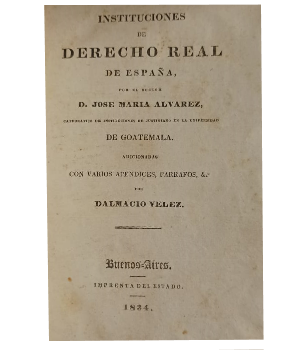 INSTITUCIONES
DE
DERECHO REAL
DE ESPAÑA,
POR EL DOCTOR
D. JOSE MARIA ALVAREZ,
CATEDRATICO DE INSTITUCIONES DE JUSTINIANO EN LA UNIVERSIDAD
DE GOATEMALA.
ADICIONADAS
CON VARIOS APENDICES, PARRAFOS, &c.
POR
DALMACIO VELEZ.
Buenos-Aires.
IMPRENTA DEL ESTADO.
1834.